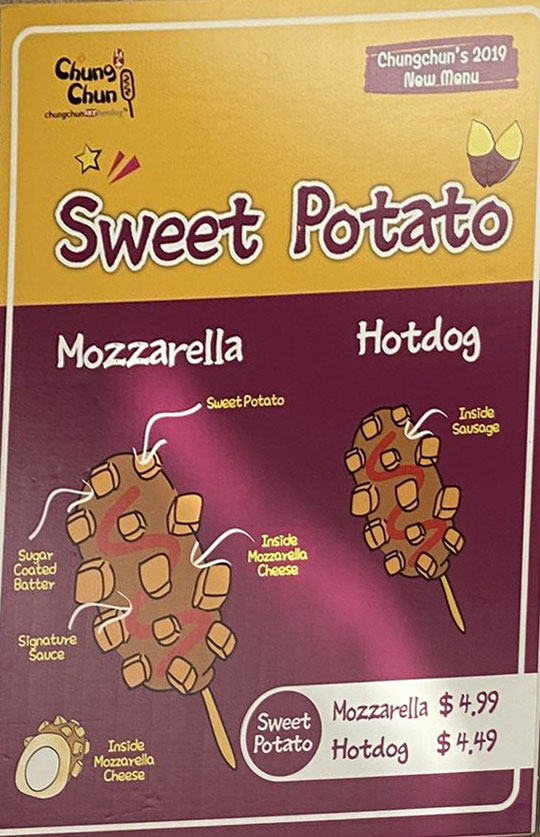 Chung
Chun
chungchun
hotdog
Chungchun's 2019
New Menu
Sweet Potato
Mozzarella
Hotdog
Sweet Potato
Inside
Sausage
Sugar
Coated
Batter
Inside
Mozzarella
Cheese
Signature
Sauce
Inside
Mozzarella
Cheese
Sweet
Potato
Mozzarella $ 4.99
Hotdog $ 4.49